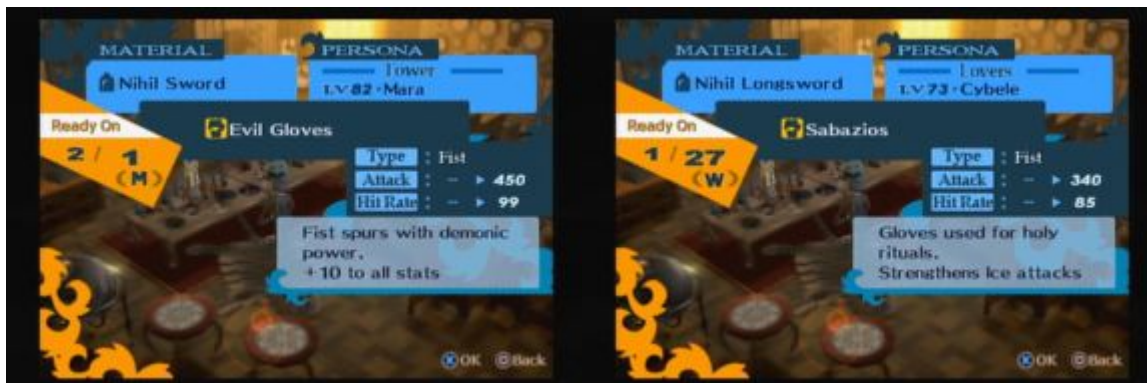 MATERIAL
PERSONA
Nihil Sword
Tower
LV 82 · Mara
Ready On
2 / 1
(M)
Evil Gloves
Type : Fist
Attack : - ▶ 450
Hit Rate : - ▶ 99
Fist spurs with demonic
power.
+10 to all stats
OK Back
MATERIAL
PERSONA
Nihil Longsword
Lovers
LV 73 · Cybele
Ready On
1 / 27
(W)
Sabazios
Type : Fist
Attack : - ▶ 340
Hit Rate : - ▶ 85
Gloves used for holy
rituals.
Strengthens Ice attacks
OK Back